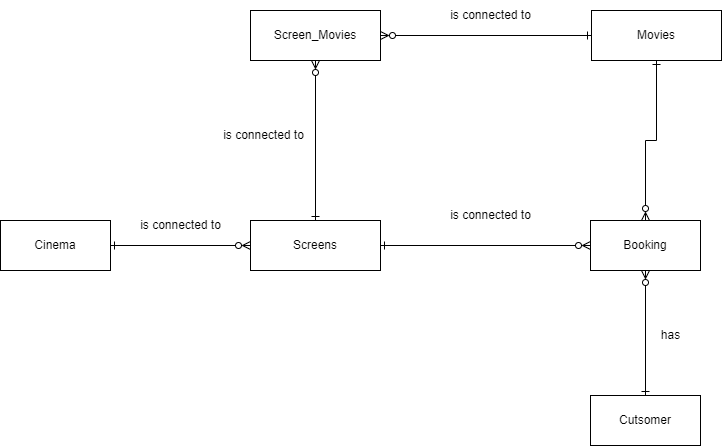 is connected to
Screen_Movies
Movies
is connected to
is connected to
is connected to
Cinema
Screens
Booking
has
Cutsomer